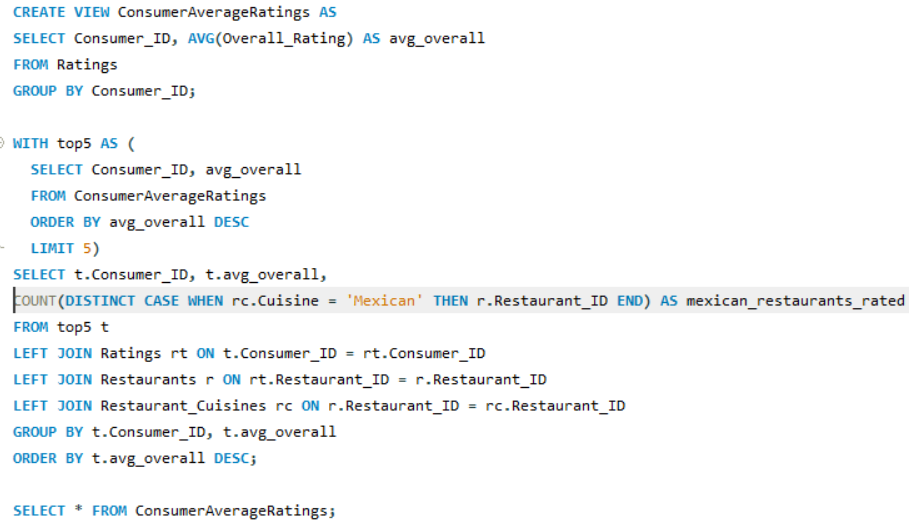 CREATE VIEW ConsumerAverageRatings AS
SELECT Consumer_ID, AVG(Overall_Rating) AS avg_overall
FROM Ratings
GROUP BY Consumer_ID;
WITH top5 AS (
SELECT Consumer_ID, avg_overall
FROM ConsumerAverageRatings
ORDER BY avg_overall DESC
LIMIT 5)
SELECT t.Consumer_ID, t.avg_overall,
COUNT(DISTINCT CASE WHEN rc.Cuisine = 'Mexican' THEN r.Restaurant_ID END) AS mexican_restaurants_rated
FROM top5 t
LEFT JOIN Ratings rt ON t.Consumer_ID = rt.Consumer_ID
LEFT JOIN Restaurants r ON rt.Restaurant_ID = r.Restaurant_ID
LEFT JOIN Restaurant_Cuisines rc ON r.Restaurant_ID = rc.Restaurant_ID
GROUP BY t.Consumer_ID, t.avg_overall
ORDER BY t.avg_overall DESC;
SELECT * FROM ConsumerAverageRatings;